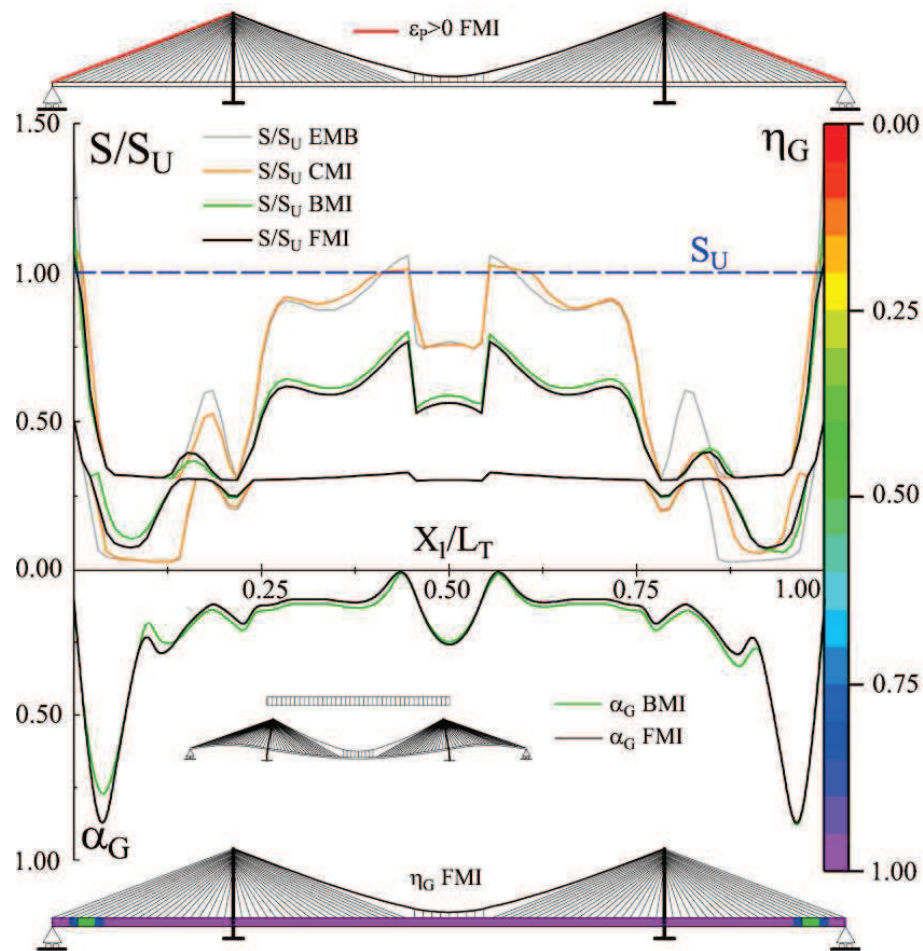 εP>0 FMI
1.50
S/SU
S/SU EMB
S/SU CMI
S/SU BMI
S/SU FMI
ηG
0.00
1.00
SU
0.25
0.50
0.50
0.00
XI/LT
0.25
0.50
0.75
1.00
0.50
αG BMI
αG FMI
0.75
αG
1.00
ηG FMI
1.00